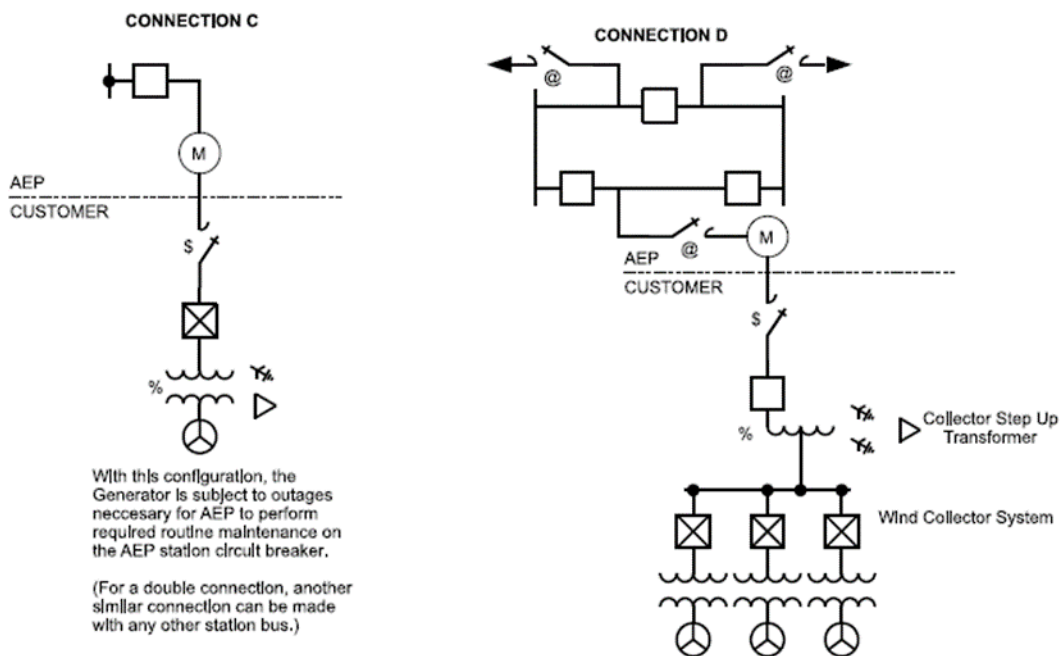 CONNECTION C
M
AEP
CUSTOMER
$
%
With this configuration, the
Generator is subject to outages
neccesary for AEP to perform
required routine maintenance on
the AEP station circuit breaker.
(For a double connection, another
similar connection can be made
with any other station bus.)
CONNECTION D
@
@
@
M
AEP
CUSTOMER
$
%
Collector Step Up
Transformer
Wind Collector System